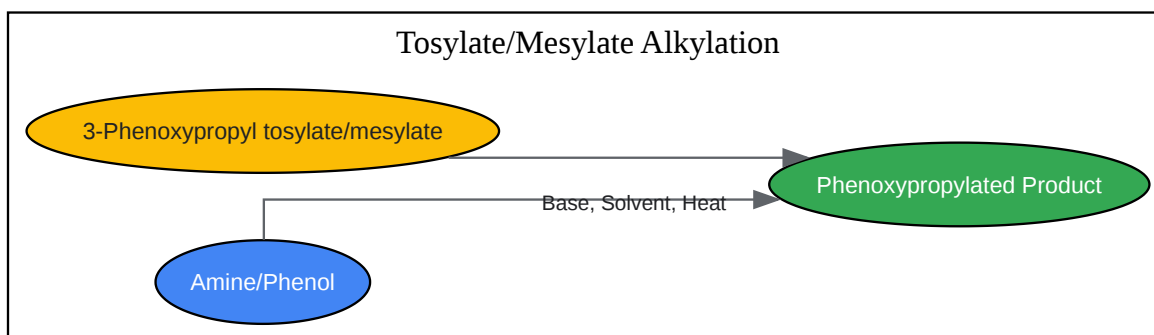 Tosylate/Mesylate Alkylation
3-Phenoxypropyl tosylate/mesylate
Phenoxypropylated Product
Base, Solvent, Heat
Amine/Phenol